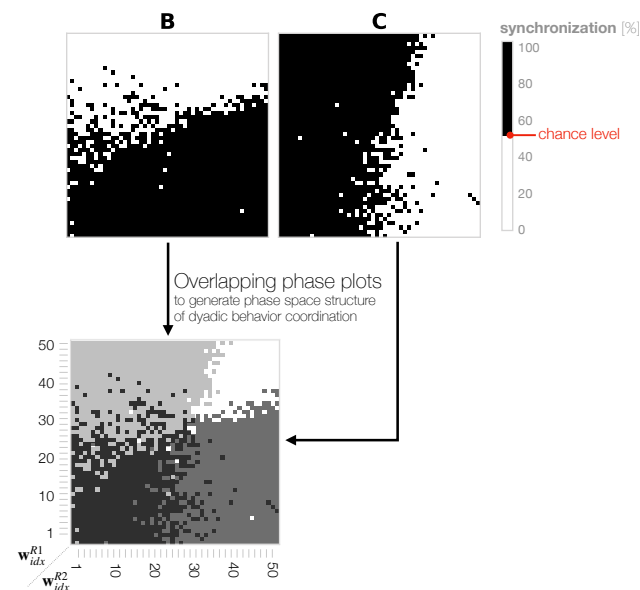 B
C
synchronization [%]
100
80
60
chance level
40
20
0
Overlapping phase plots
to generate phase space structure
of dyadic behavior coordination
50
40
30
20
10
1
w^{R1}_{idx}
w^{R2}_{idx}
1
10
20
30
40
50